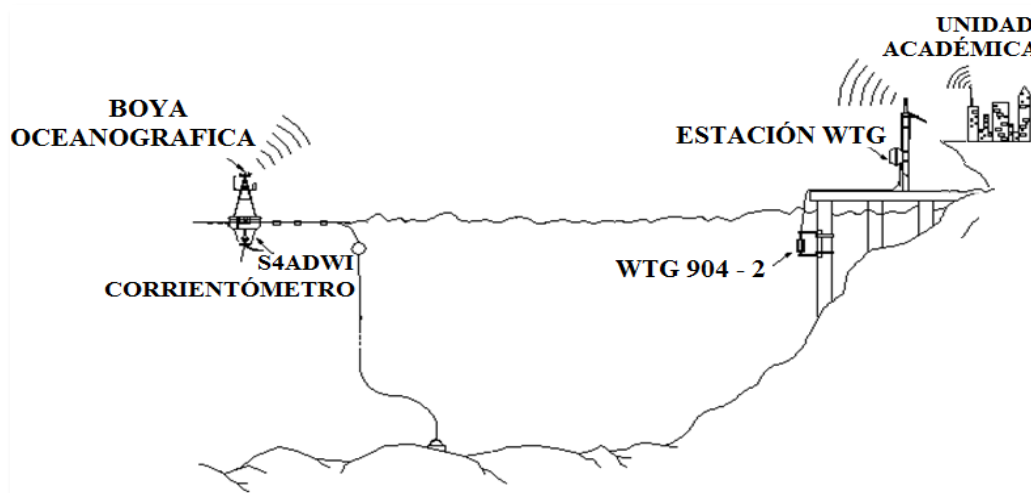 UNIDAD
ACADÉMICA
BOYA
OCEANOGRAFICA
ESTACIÓN WTG
S4ADWI
CORRIENTÓMETRO
WTG 904 - 2